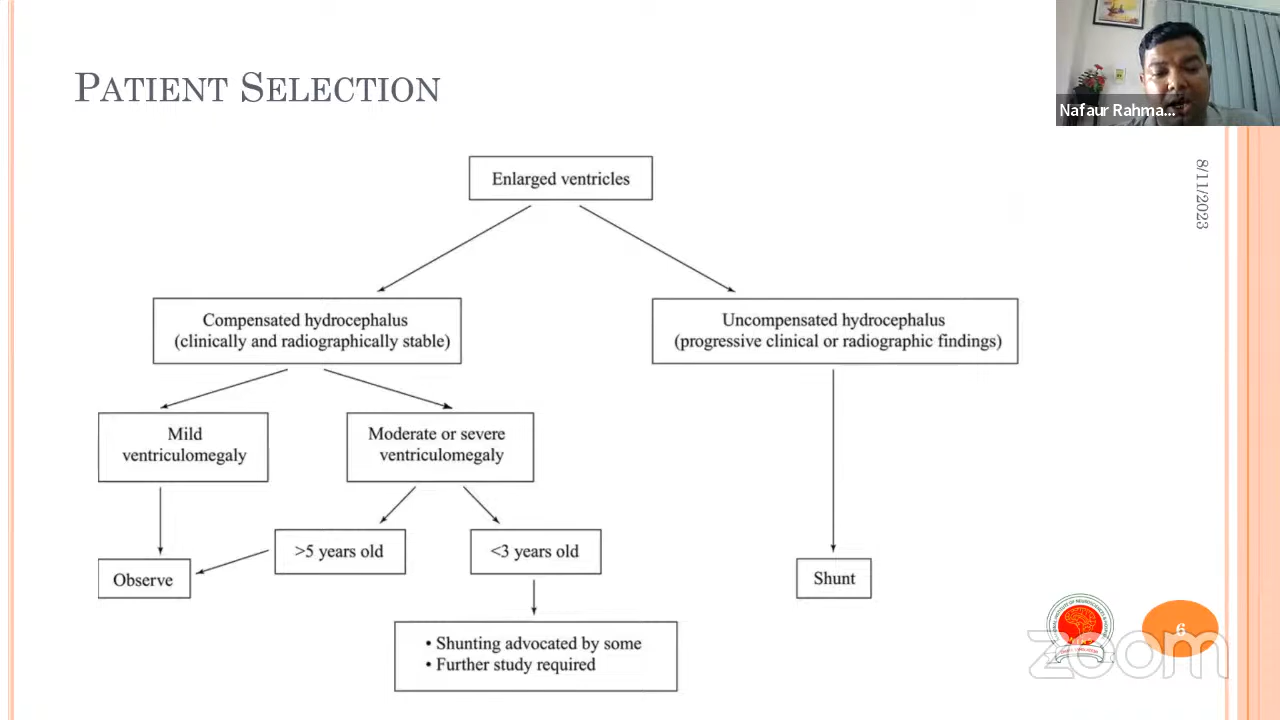 PATIENT SELECTION
Nafaur Rahma...
8/11/2023
Enlarged ventricles
Compensated hydrocephalus
(clinically and radiographically stable)
Uncompensated hydrocephalus
(progressive clinical or radiographic findings)
Mild
ventriculomegaly
Moderate or severe
ventriculomegaly
>5 years old
<3 years old
Observe
Shunt
• Shunting advocated by some
• Further study required
6
zoom